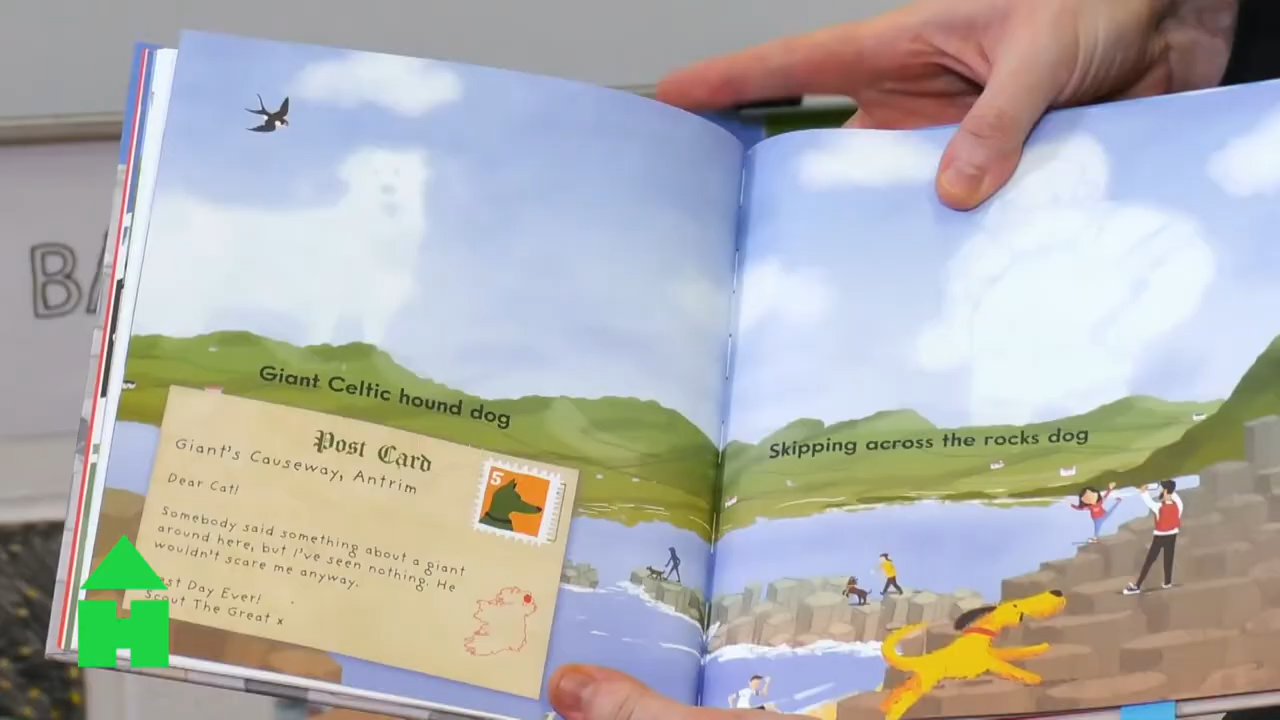 BA
Giant Celtic hound dog
Post Card
Giant's Causeway, Antrim
5
Dear Cat!
Somebody said something about a giant
around here, but I've seen nothing. He
wouldn't scare me anyway.
Day Ever!
Scout The Great x
Skipping across the rocks dog
H